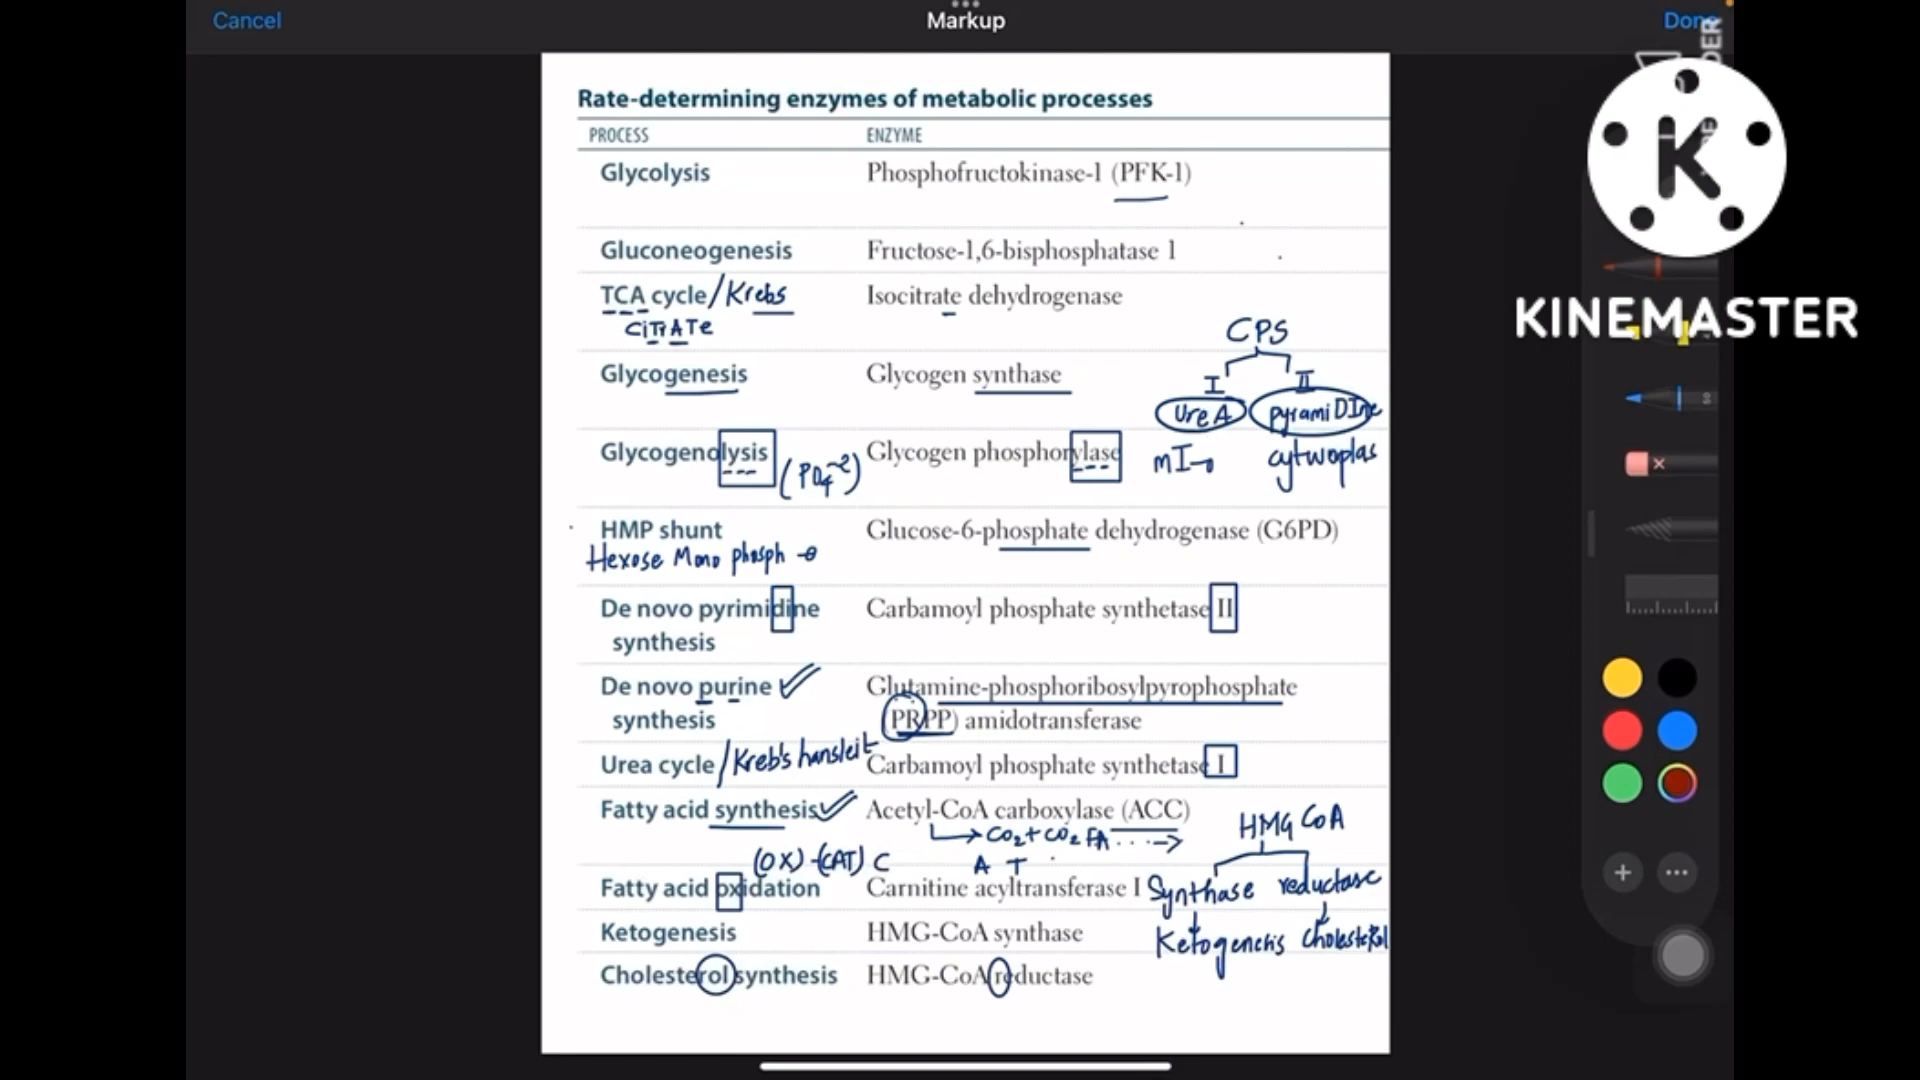 Cancel
Markup
Done
Rate-determining enzymes of metabolic processes
PROCESS ENZYME
Glycolysis Phosphofructokinase-1 (PFK-1)
Gluconeogenesis Fructose-1,6-bisphosphatase 1
TCA cycle /Krebs Isocitrate dehydrogenase
CiTrATe
CPS
I II
Glycogenesis Glycogen synthase
UreA pyramiDIne
Glycogenolysis (PO4-2) Glycogen phosphorylase
cytwoplas
HMP shunt Glucose-6-phosphate dehydrogenase (G6PD)
Hexose Mono phosph
De novo pyrimidine Carbamoyl phosphate synthetase II
synthesis
De novo purine Glutamine-phosphoribosylpyrophosphate
synthesis (PRPP) amidotransferase
Urea cycle /Kreb's hansleit Carbamoyl phosphate synthetase I
Fatty acid synthesis Acetyl-CoA carboxylase (ACC)
HMG CoA
CO2+CO2 FA
(OX) (CAT) C A T
Fatty acid oxidation Carnitine acyltransferase I
Synthase reductase
Ketogenesis HMG-CoA synthase
Ketogenesis Cholesterol
Cholesterol synthesis HMG-CoA reductase
K
KINEMASTER
50